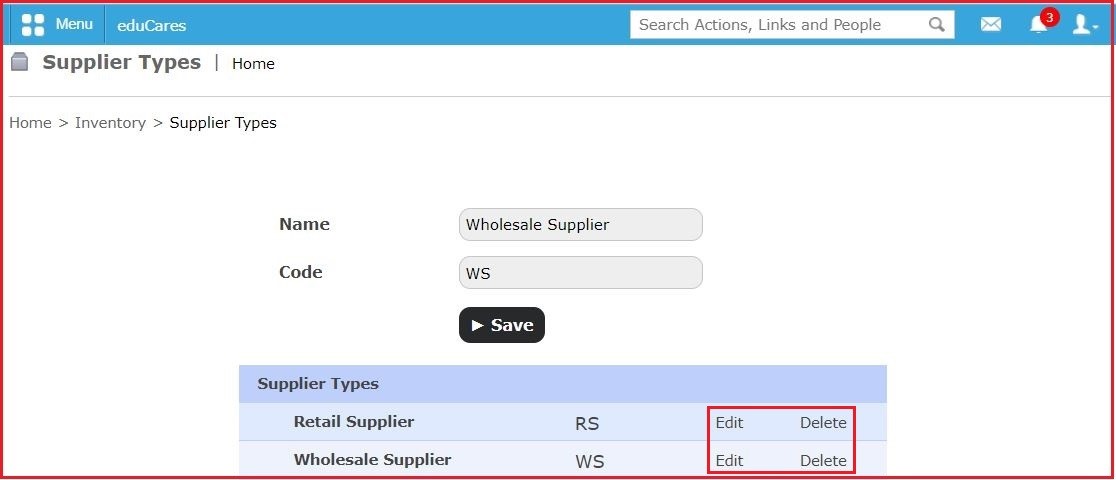 Menu eduCares Search Actions, Links and People 3
Supplier Types | Home
Home > Inventory > Supplier Types
Name Wholesale Supplier
Code WS
► Save
Supplier Types
Retail Supplier RS Edit Delete
Wholesale Supplier WS Edit Delete